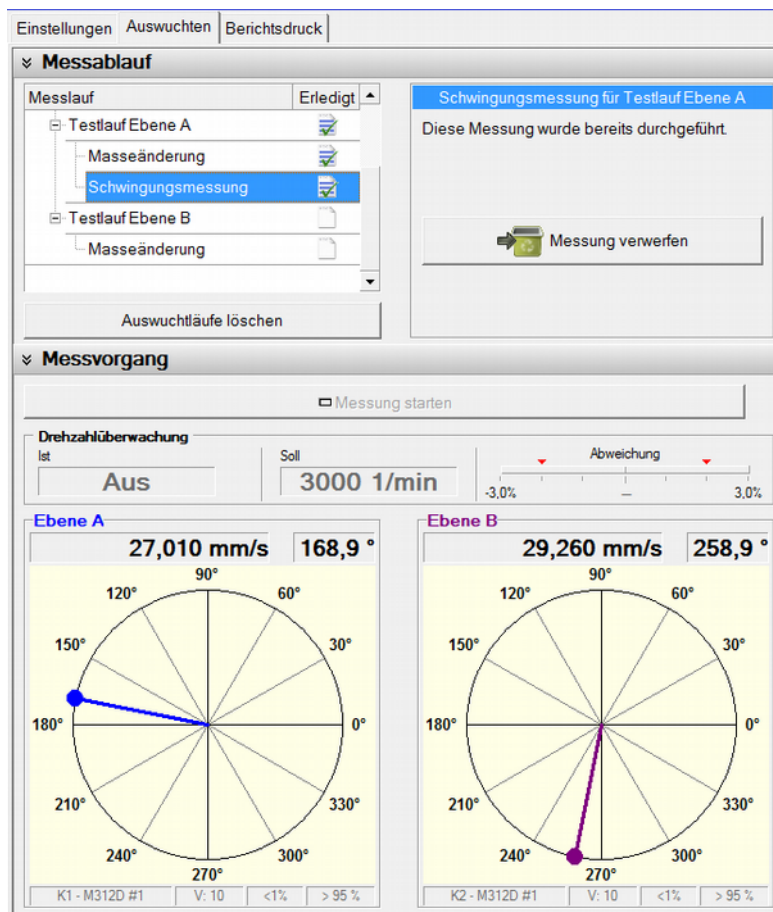 Einstellungen Auswuchten Berichtsdruck
Messablauf
Messlauf Erledigt
Testlauf Ebene A
Masseänderung
Schwingungsmessung
Testlauf Ebene B
Masseänderung
Auswuchtläufe löschen
Schwingungsmessung für Testlauf Ebene A
Diese Messung wurde bereits durchgeführt.
Messung verwerfen
Messvorgang
Messung starten
Drehzahlüberwachung
Ist
Aus
Soll
3000 1/min
Abweichung
-3,0% — 3,0%
Ebene A
27,010 mm/s 168,9 °
90°
120° 60°
150° 30°
180° 0°
210° 330°
240° 300°
270°
K1 - M312D #1 V: 10 <1% > 95 %
Ebene B
29,260 mm/s 258,9 °
90°
120° 60°
150° 30°
180° 0°
210° 330°
240° 300°
270°
K2 - M312D #1 V: 10 <1% > 95 %